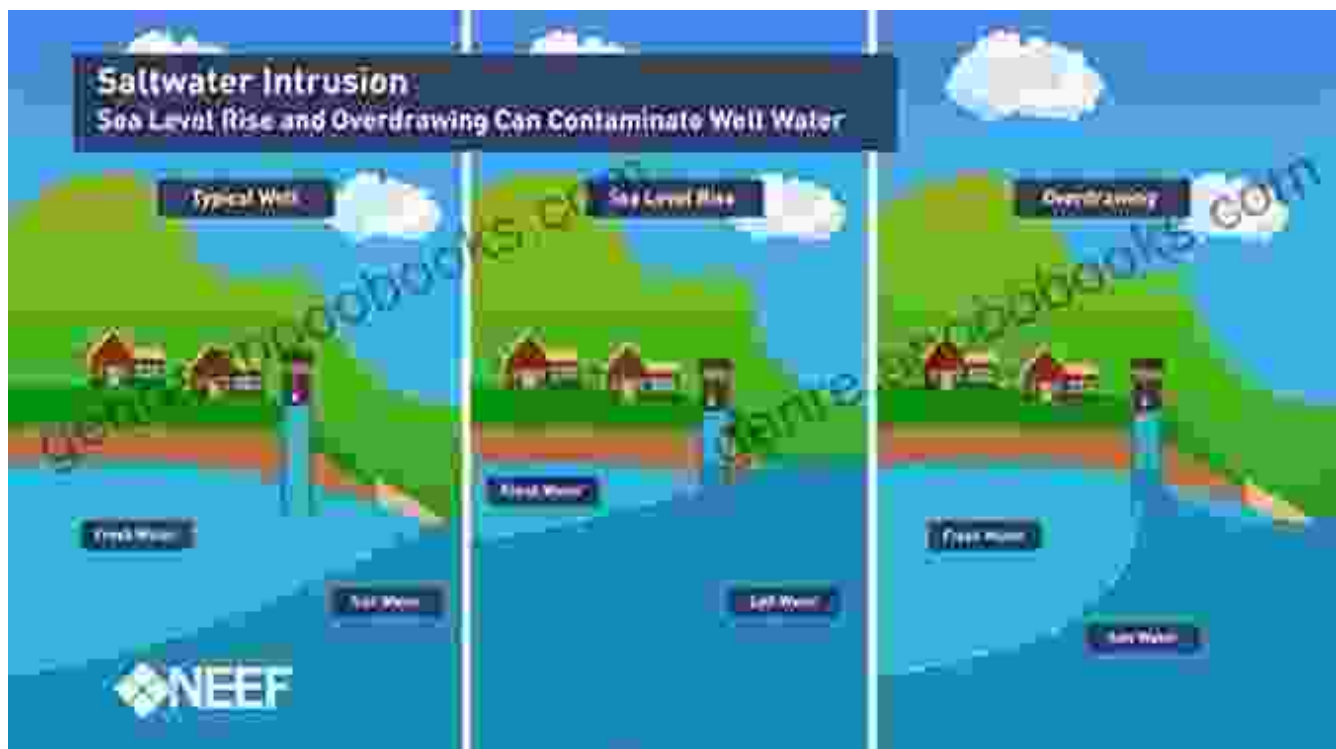 Saltwater Intrusion
Sea Level Rise and Overdrawing Can Contaminate Well Water
Typical Well
Sea Level Rise
Overdrawing
Fresh Water
Salt Water
Fresh Water
Salt Water
Fresh Water
Salt Water
NEEF